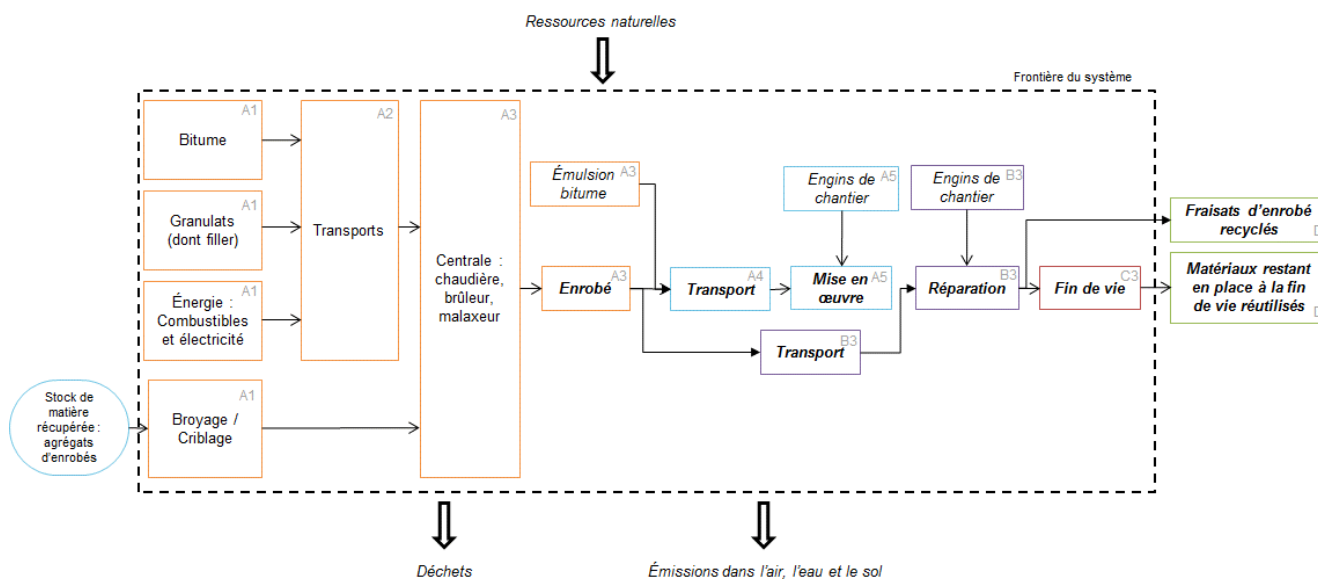 Ressources naturelles
Frontière du système
A1
Bitume
A2
Transports
A3
Centrale :
chaudière,
brûleur,
malaxeur
A1
Granulats
(dont filler)
A1
Énergie :
Combustibles
et électricité
Stock de
matière
récupérée :
agrégats
d'enrobés
A1
Broyage /
Criblage
A3
Émulsion
bitume
A5
Engins de
chantier
B3
Engins de
chantier
A3
Enrobé
A4
Transport
A5
Mise en
œuvre
B3
Réparation
C3
Fin de vie
B3
Transport
Fraisats d'enrobé
recyclés
D
Matériaux restant
en place à la fin
de vie réutilisés
D
Déchets
Émissions dans l'air, l'eau et le sol